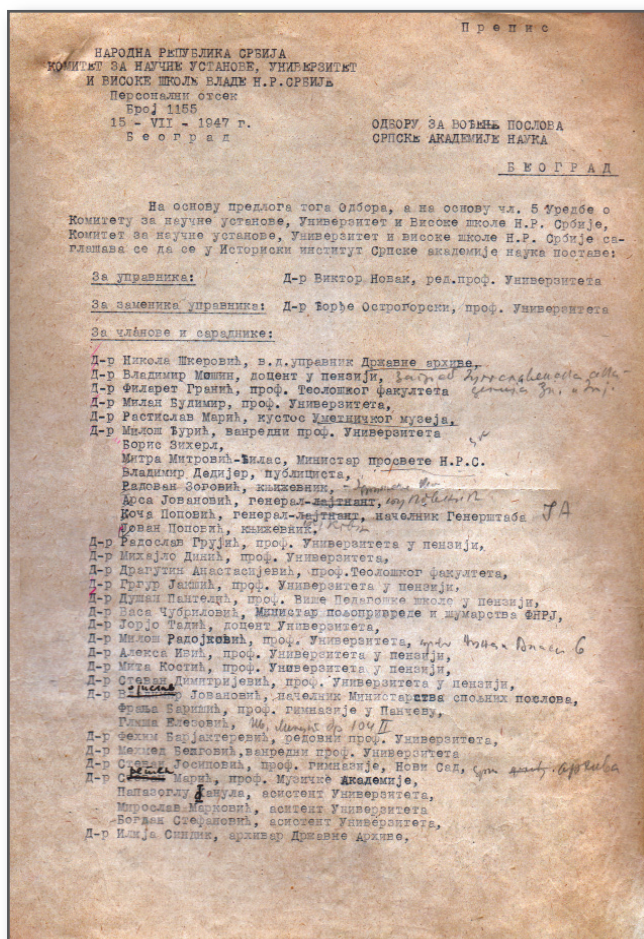 Препис
НАРОДНА РЕПУБЛИКА СРБИЈА
КОМИТЕТ ЗА НАУЧНЕ УСТАНОВЕ, УНИВЕРЗИТЕТ
И ВИСОКЕ ШКОЛЕ ВЛАДЕ Н.Р.СРБИЈЕ
Персонални отсек
Број 1155
15 - VII - 1947 г.
Београд
ОДБОРУ ЗА ВОЂЕЊЕ ПОСЛОВА
СРПСКЕ АКАДЕМИЈЕ НАУКА
БЕОГРАД
На основу предлога тога Одбора, а на основу чл. 5 Уредбе о
Комитету за научне установе, Универзитет и Високе школе Н.Р. Србије,
Комитет за научне установе, Универзитет и високе школе Н.Р. Србије са-
глашава се да се у Историски институт Српске академије наука поставе:
За управника: Д-р Виктор Новак, ред.проф. Универзитета
За заменика управника: Д-р Ђорђе Острогорски, проф. Универзитета
За чланове и сараднике:
Д-р Никола Шкеровић, в.д.управник Државне архиве,
Д-р Владимир Мошин, доцент у пензији,
Д-р Филарет Гранић, проф. Теолошког факултета
Д-р Милан Будимир, проф. Универзитета,
Д-р Растислав Марић, кустос Уметничког музеја,
Д-р Милош Ђурић, ванредни проф. Универзитета
Борис Зихерл,
Митра Митровић-Ђилас, Министар просвете Н.Р.С.
Владимир Дедијер, публициста,
Радован Зоговић, књижевник,
Арса Јовановић, генерал-лајтнант,
Коча Поповић, генерал-лајтнант, начелник Генерштаба ЈА
Јован Поповић, књижевник,
Д-р Радослав Грујић, проф. Универзитета у пензији,
Д-р Михајло Динић, проф. Универзитета,
Д-р Драгутин Анастасијевић, проф.Теолошког факултета,
Д-р Гргур Јакшић, проф. Универзитета у пензији,
Д-р Душан Пантелић, проф. Више Педагошке школе у пензији,
Д-р Васа Чубриловић, Министар пољопривреде и шумарства ФНРЈ,
Д-р Јорјо Тадић, доцент Универзитета,
Д-р Милош Радојковић, проф. Универзитета,
Д-р Алекса Ивић, проф. Универзитета у пензији,
Д-р Мита Костић, проф. Универзитета у пензији,
Д-р Стеван Димитријевић, проф. Универзитета у пензији,
Д-р Јовановић, начелник Министарства спољних послова,
Фрања Баришић, проф. гимназије у Панчеву,
Глиша Елезовић,
Д-р Фехим Барјактеревић, редовни проф. Универзитета,
Д-р Мехмед Беговић,ванредни проф. Универзитета
Д-р Стеван Јосиповић, проф. гимназије, Нови Сад,
Д-р Марић, проф. Музичке Академије,
Папазоглу Фанула, асистент Универзитета,
Мирослав Марковић, аситент Универзитета
Богдан Стефановић, асистент Универзитета,
Д-р Илија Синдик, архивар Државне Архиве.